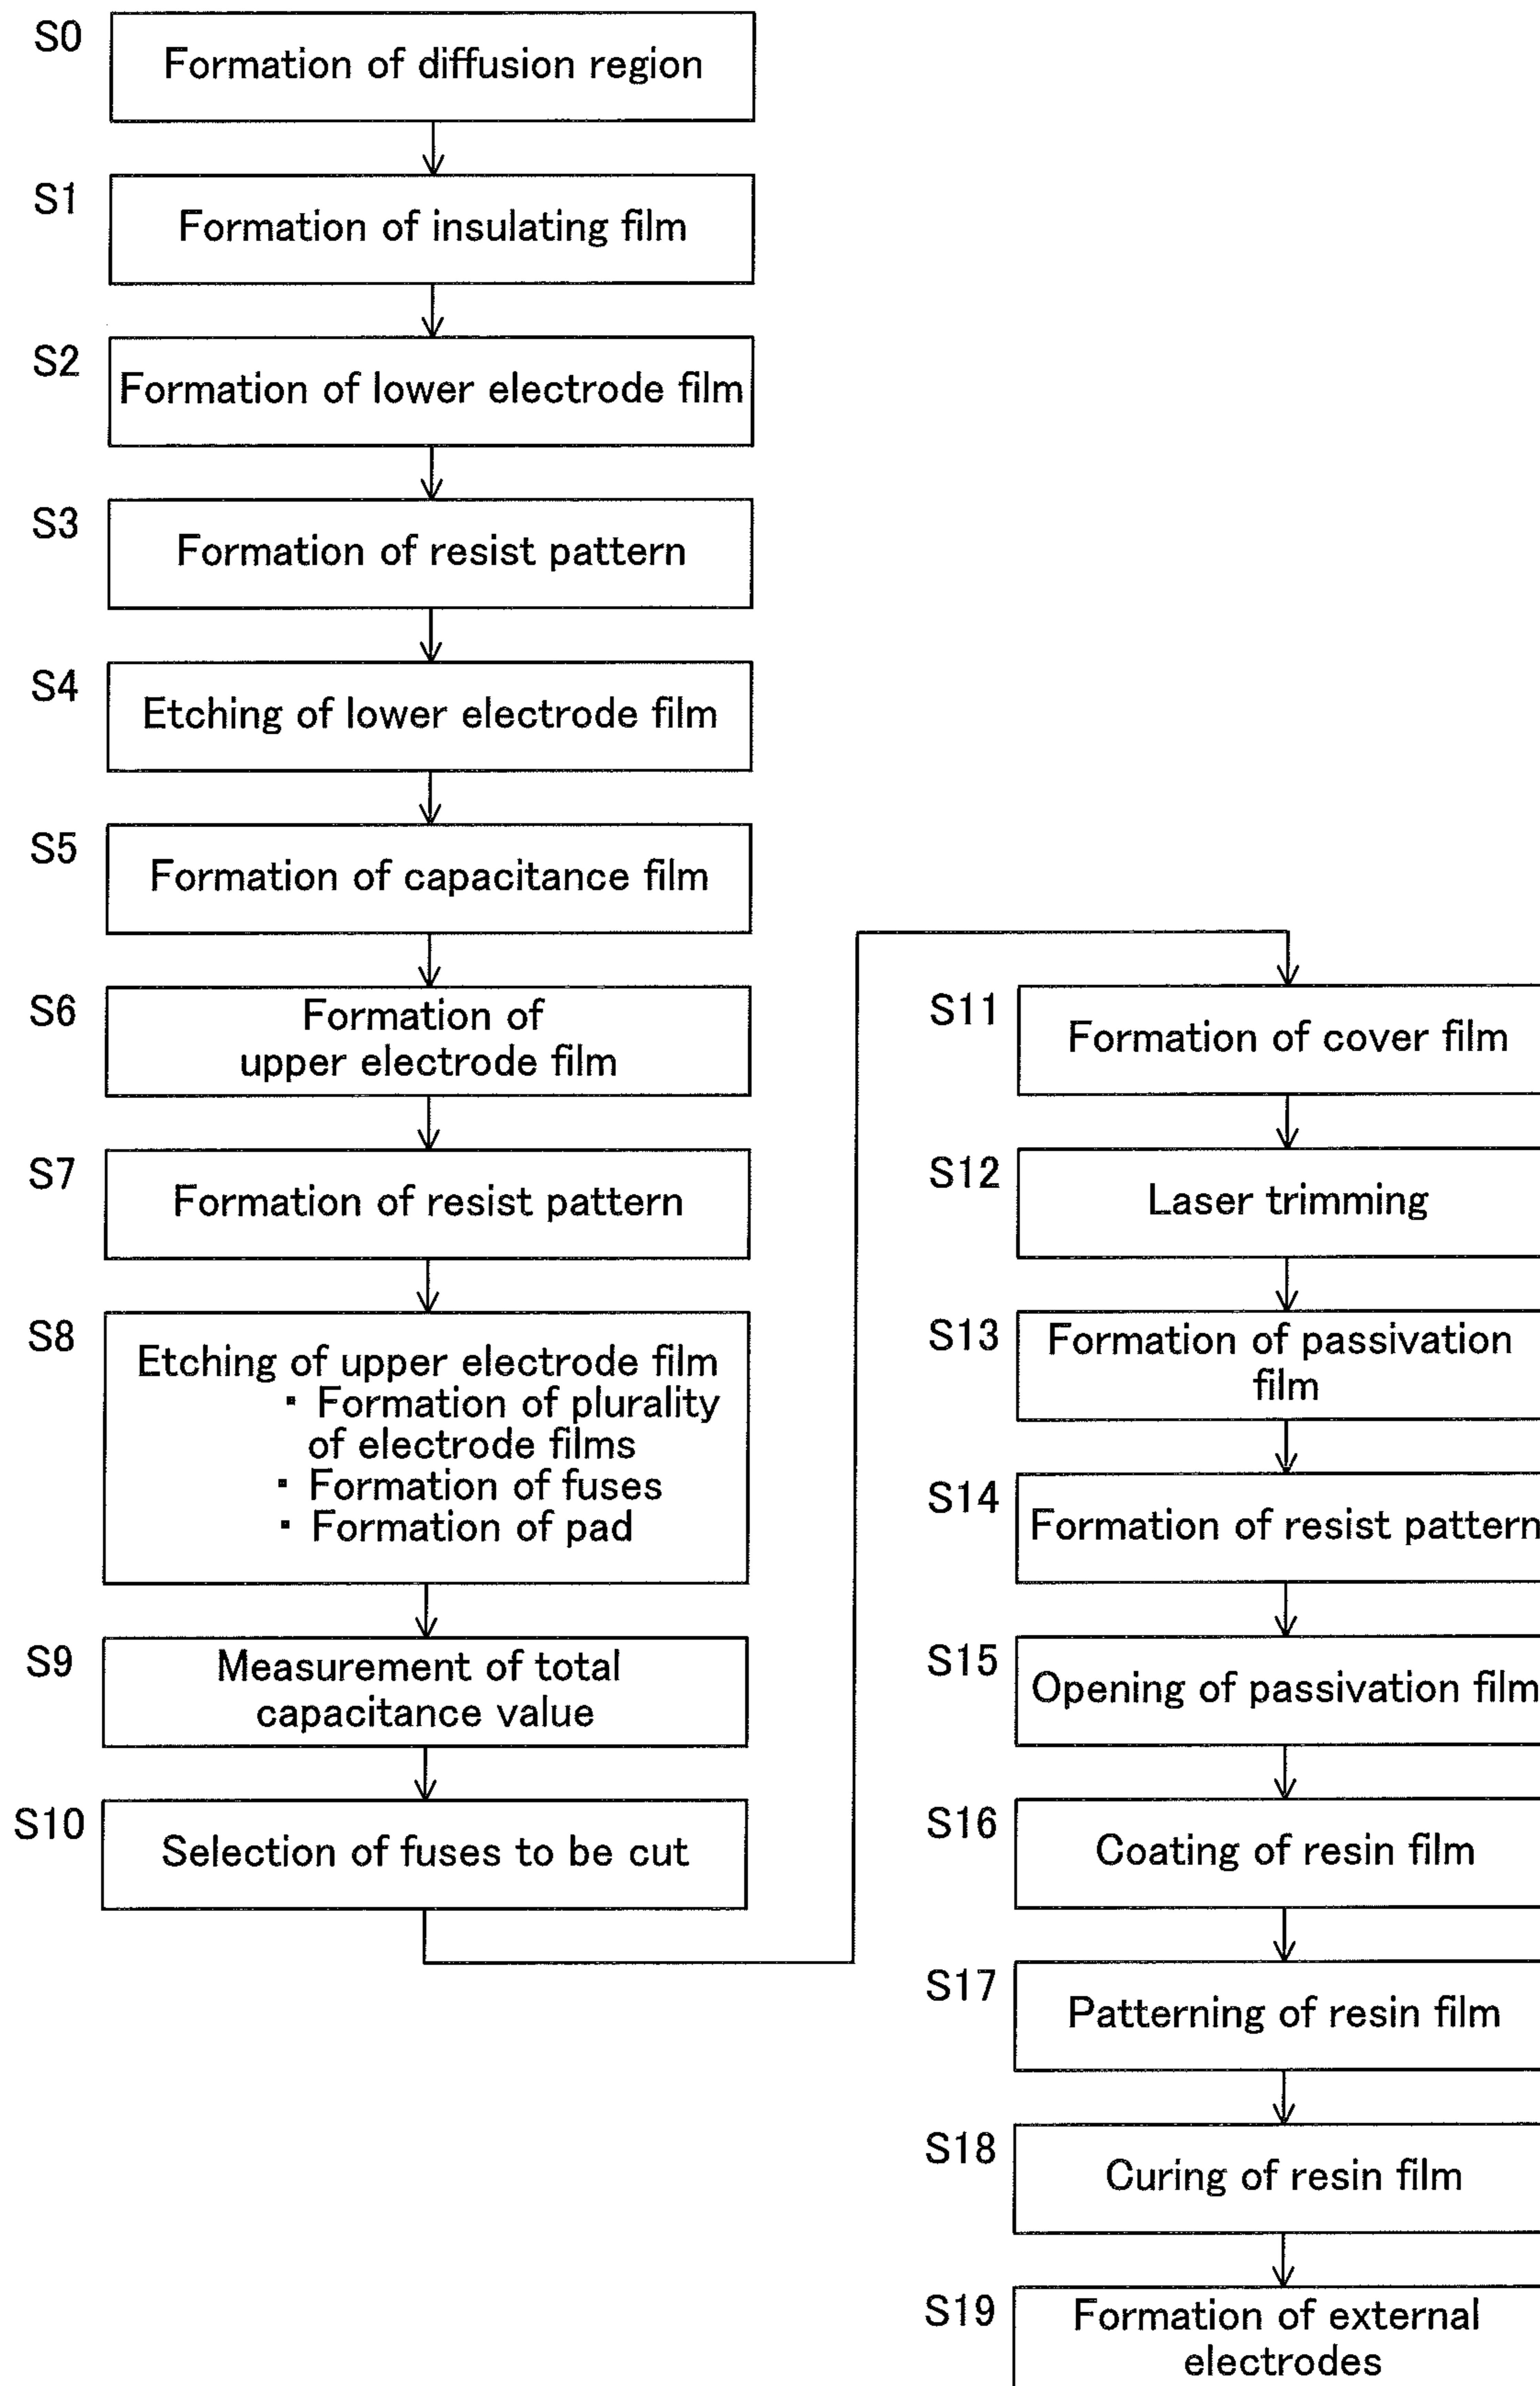 S0
Formation of diffusion region
S1
Formation of insulating film
S2
Formation of lower electrode film
S3
Formation of resist pattern
S4
Etching of lower electrode film
S5
Formation of capacitance film
S6
Formation of
upper electrode film
S7
Formation of resist pattern
S8
Etching of upper electrode film
▪ Formation of plurality
of electrode films
▪ Formation of fuses
▪ Formation of pad
S9
Measurement of total
capacitance value
S10
Selection of fuses to be cut
S11
Formation of cover film
S12
Laser trimming
S13
Formation of passivation
film
S14
Formation of resist pattern
S15
Opening of passivation film
S16
Coating of resin film
S17
Patterning of resin film
S18
Curing of resin film
S19
Formation of external
electrodes